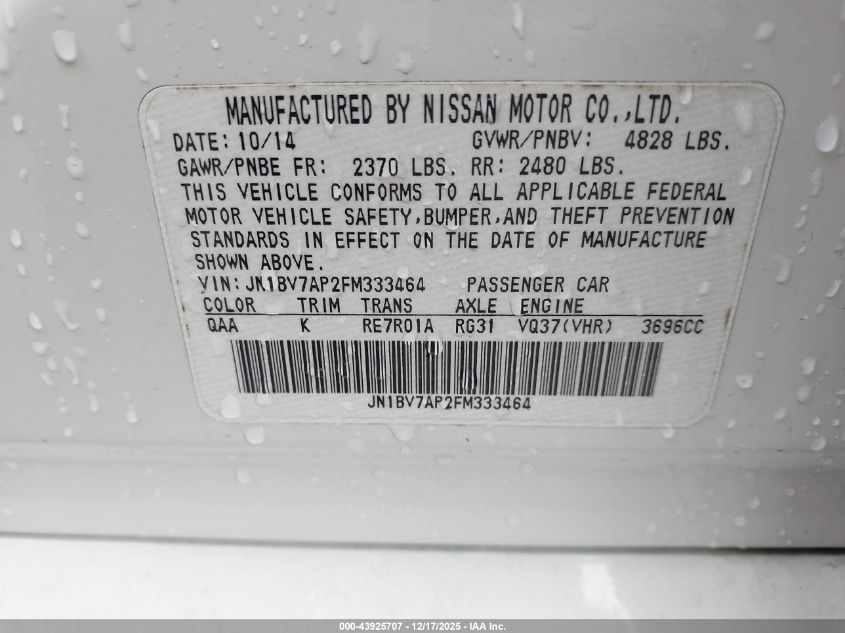 MANUFACTURED BY NISSAN MOTOR CO.,LTD.
DATE: 10/14 GVWR/PNBV: 4828 LBS.
GAWR/PNBE FR: 2370 LBS. RR: 2480 LBS.
THIS VEHICLE CONFORMS TO ALL APPLICABLE FEDERAL
MOTOR VEHICLE SAFETY,BUMPER,AND THEFT PREVENTION
STANDARDS IN EFFECT ON THE DATE OF MANUFACTURE
SHOWN ABOVE.
VIN:JN1BV7AP2FM333464 PASSENGER CAR
COLOR TRIM TRANS AXLE ENGINE
QAA K RE7R01A RG31 VQ37(VHR) 3696CC
JN1BV7AP2FM333464
000-43925707 - 12/17/2025 - IAA Inc.